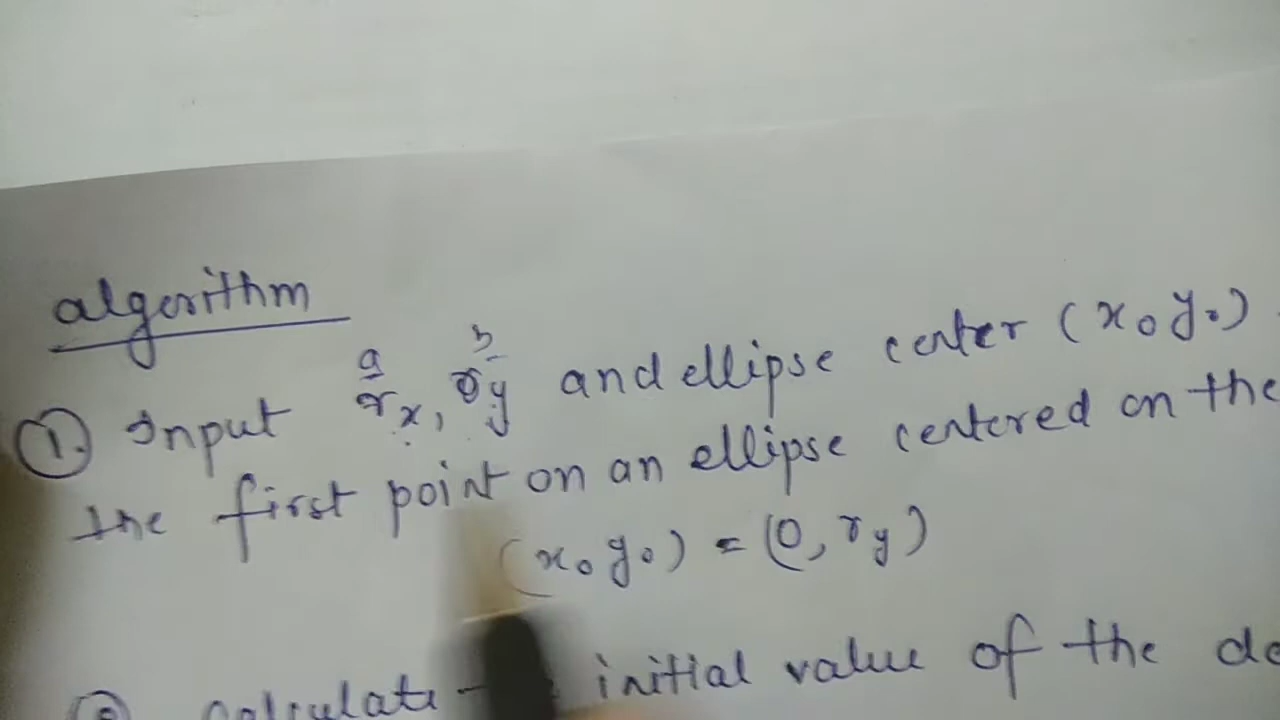 algorithm
a b
① Input rx, ry and ellipse center (x0 y0)
the first point on an ellipse centered on the
(x0 y0) = (0, ry)
calculate initial value of the